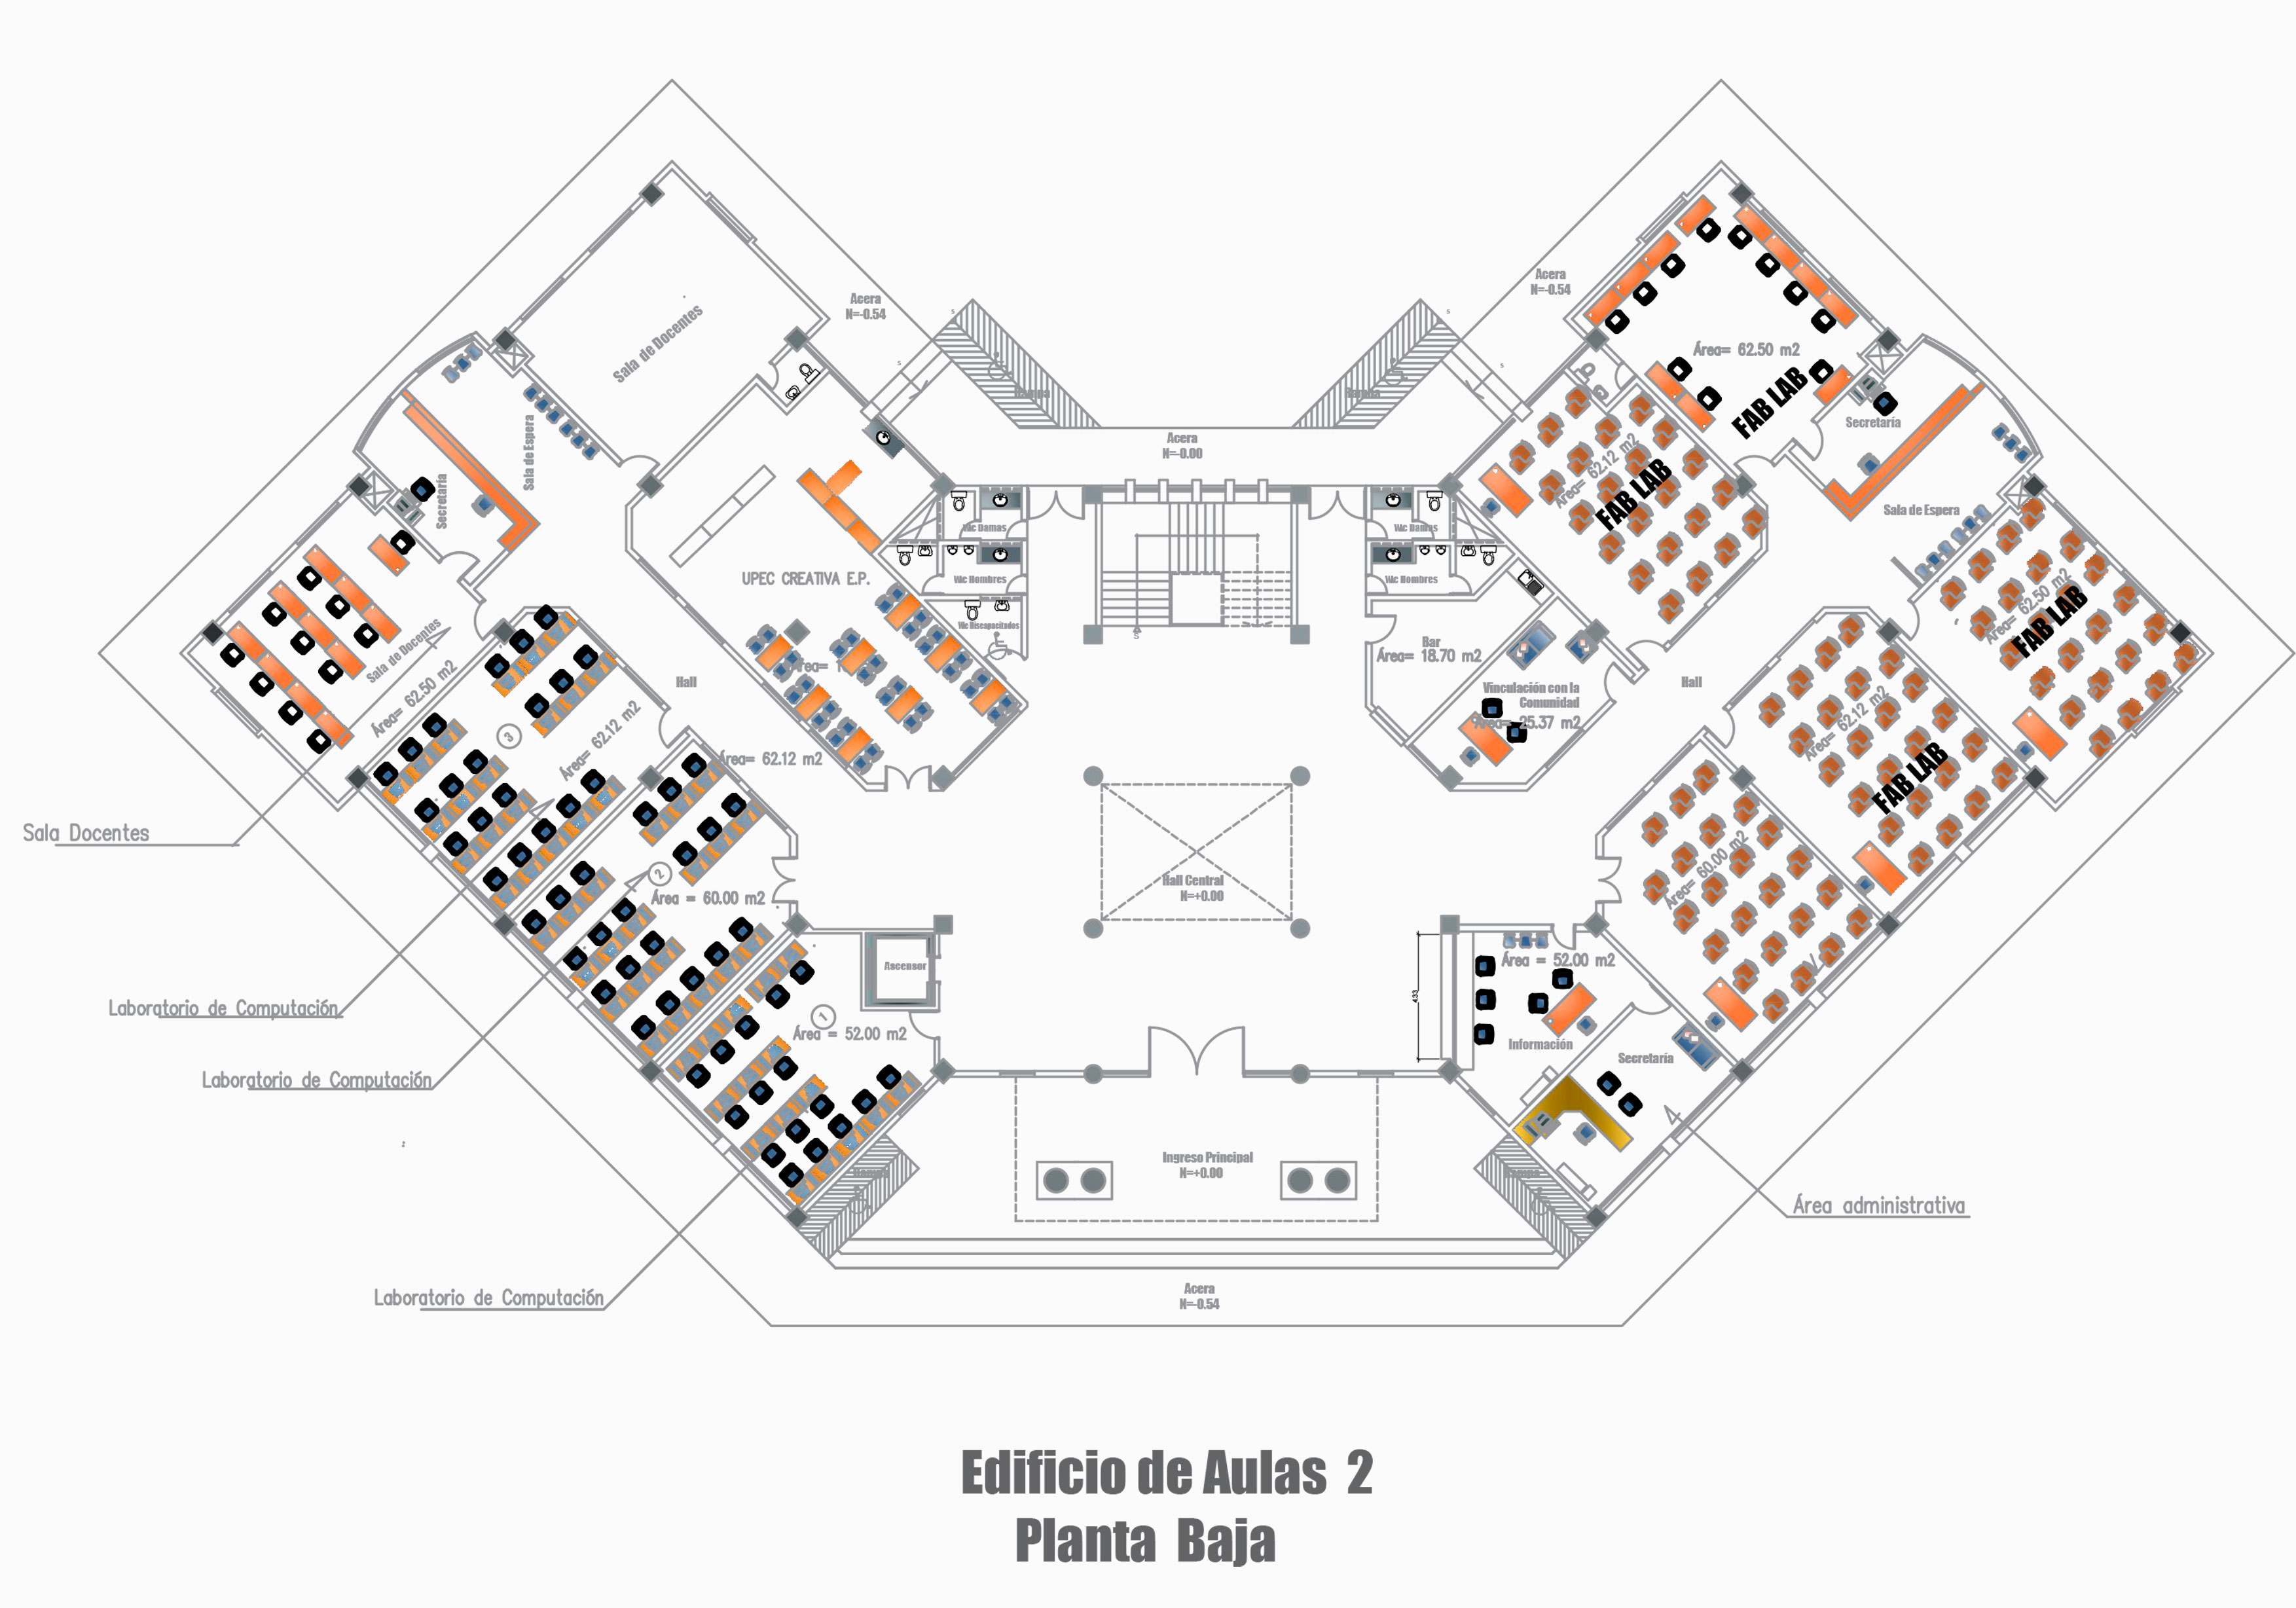 Acera
N=-0.54
Acera
N=-0.54
Sala de Docentes
Área= 62.50 m2
FAB LAB
Secretaría
Sala de Espera
Secretaría
Sala de Espera
Acera
N=-0.00
Área= 62.12 m2
FAB LAB
UPEC CREATIVA E.P.
Wc Damas
Wc Hombres
Wc Discapacitados
S
Wc Damas
Wc Hombres
Bar
Área= 18.70 m2
Vinculación con la
Comunidad
Área= 25.37 m2
Área= 62.50 m2
FAB LAB
Sala de Docentes
Área= 62.50 m2
Hall
Hall
3
Área= 62.12 m2
Área= 62.12 m2
Área= 62.12 m2
FAB LAB
Sala Docentes
2
Área = 60.00 m2
Área= 60.00 m2
Hall Central
N=+0.00
Ascensor
433
Área = 52.00 m2
Información
Secretaría
1
Área = 52.00 m2
Laboratorio de Computación
Laboratorio de Computación
Laboratorio de Computación
Ingreso Principal
N=+0.00
Área administrativa
Acera
N=-0.54
Edificio de Aulas 2
Planta Baja